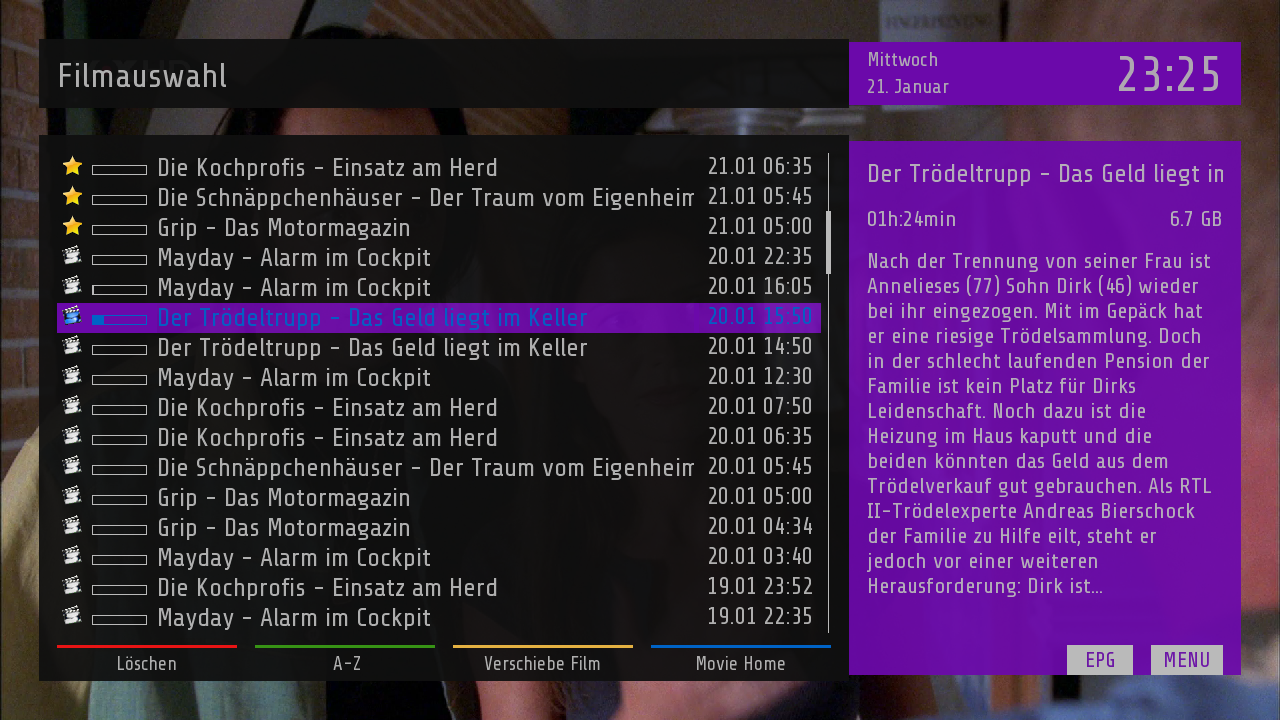 Filmauswahl
Mittwoch
21. Januar
23:25
Die Kochprofis - Einsatz am Herd 21.01 06:35
Die Schnäppchenhäuser - Der Traum vom Eigenheim 21.01 05:45
Grip - Das Motormagazin 21.01 05:00
Mayday - Alarm im Cockpit 20.01 22:35
Mayday - Alarm im Cockpit 20.01 16:05
Der Trödeltrupp - Das Geld liegt im Keller 20.01 15:50
Der Trödeltrupp - Das Geld liegt im Keller 20.01 14:50
Mayday - Alarm im Cockpit 20.01 12:30
Die Kochprofis - Einsatz am Herd 20.01 07:50
Die Kochprofis - Einsatz am Herd 20.01 06:35
Die Schnäppchenhäuser - Der Traum vom Eigenheim 20.01 05:45
Grip - Das Motormagazin 20.01 05:00
Grip - Das Motormagazin 20.01 04:34
Mayday - Alarm im Cockpit 20.01 03:40
Die Kochprofis - Einsatz am Herd 19.01 23:52
Mayday - Alarm im Cockpit 19.01 22:35
Löschen
A-Z
Verschiebe Film
Movie Home
Der Trödeltrupp - Das Geld liegt in
01h:24min 6.7 GB
Nach der Trennung von seiner Frau ist
Annelieses (77) Sohn Dirk (46) wieder
bei ihr eingezogen. Mit im Gepäck hat
er eine riesige Trödelsammlung. Doch
in der schlecht laufenden Pension der
Familie ist kein Platz für Dirks
Leidenschaft. Noch dazu ist die
Heizung im Haus kaputt und die
beiden könnten das Geld aus dem
Trödelverkauf gut gebrauchen. Als RTL
II-Trödelexperte Andreas Bierschock
der Familie zu Hilfe eilt, steht er
jedoch vor einer weiteren
Herausforderung: Dirk ist...
EPG
MENU